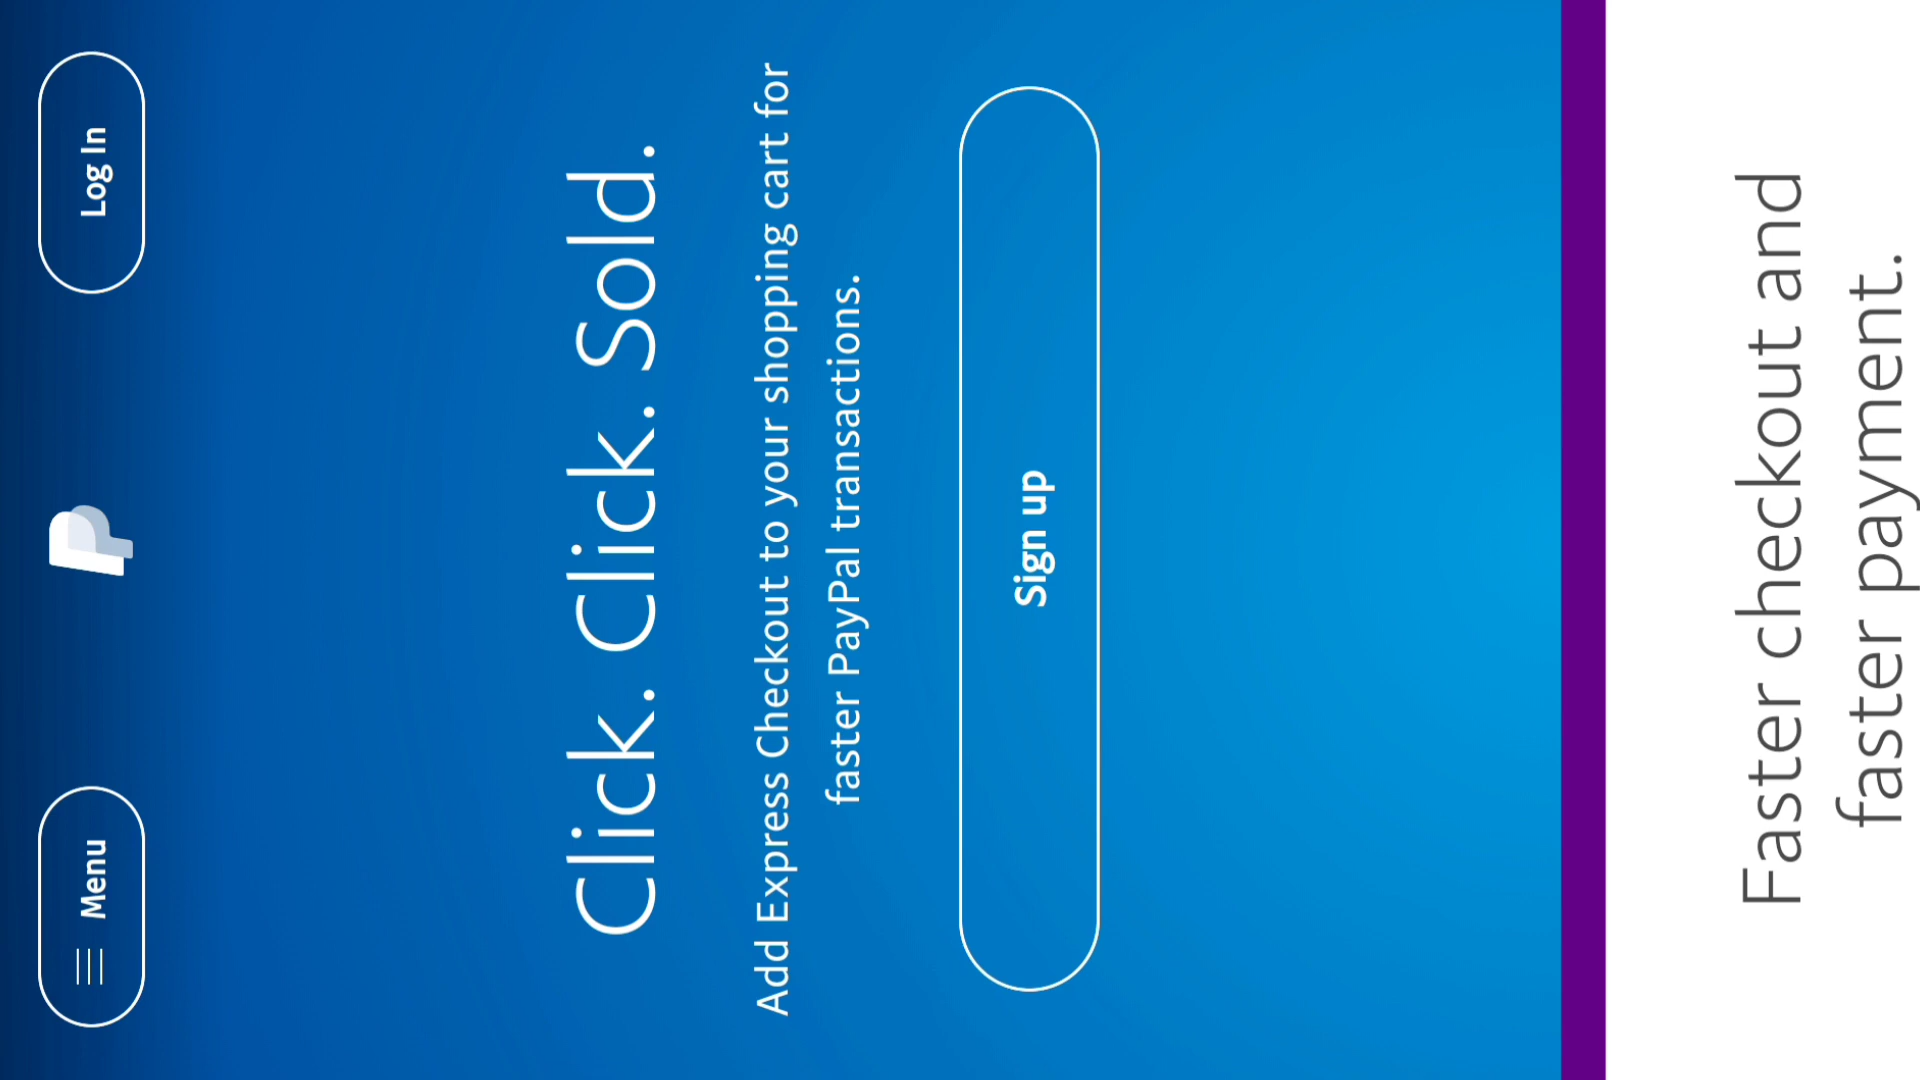 Menu
Log In
Click. Click. Sold.
Add Express Checkout to your shopping cart for
faster PayPal transactions.
Sign up
Faster checkout and
faster payment.